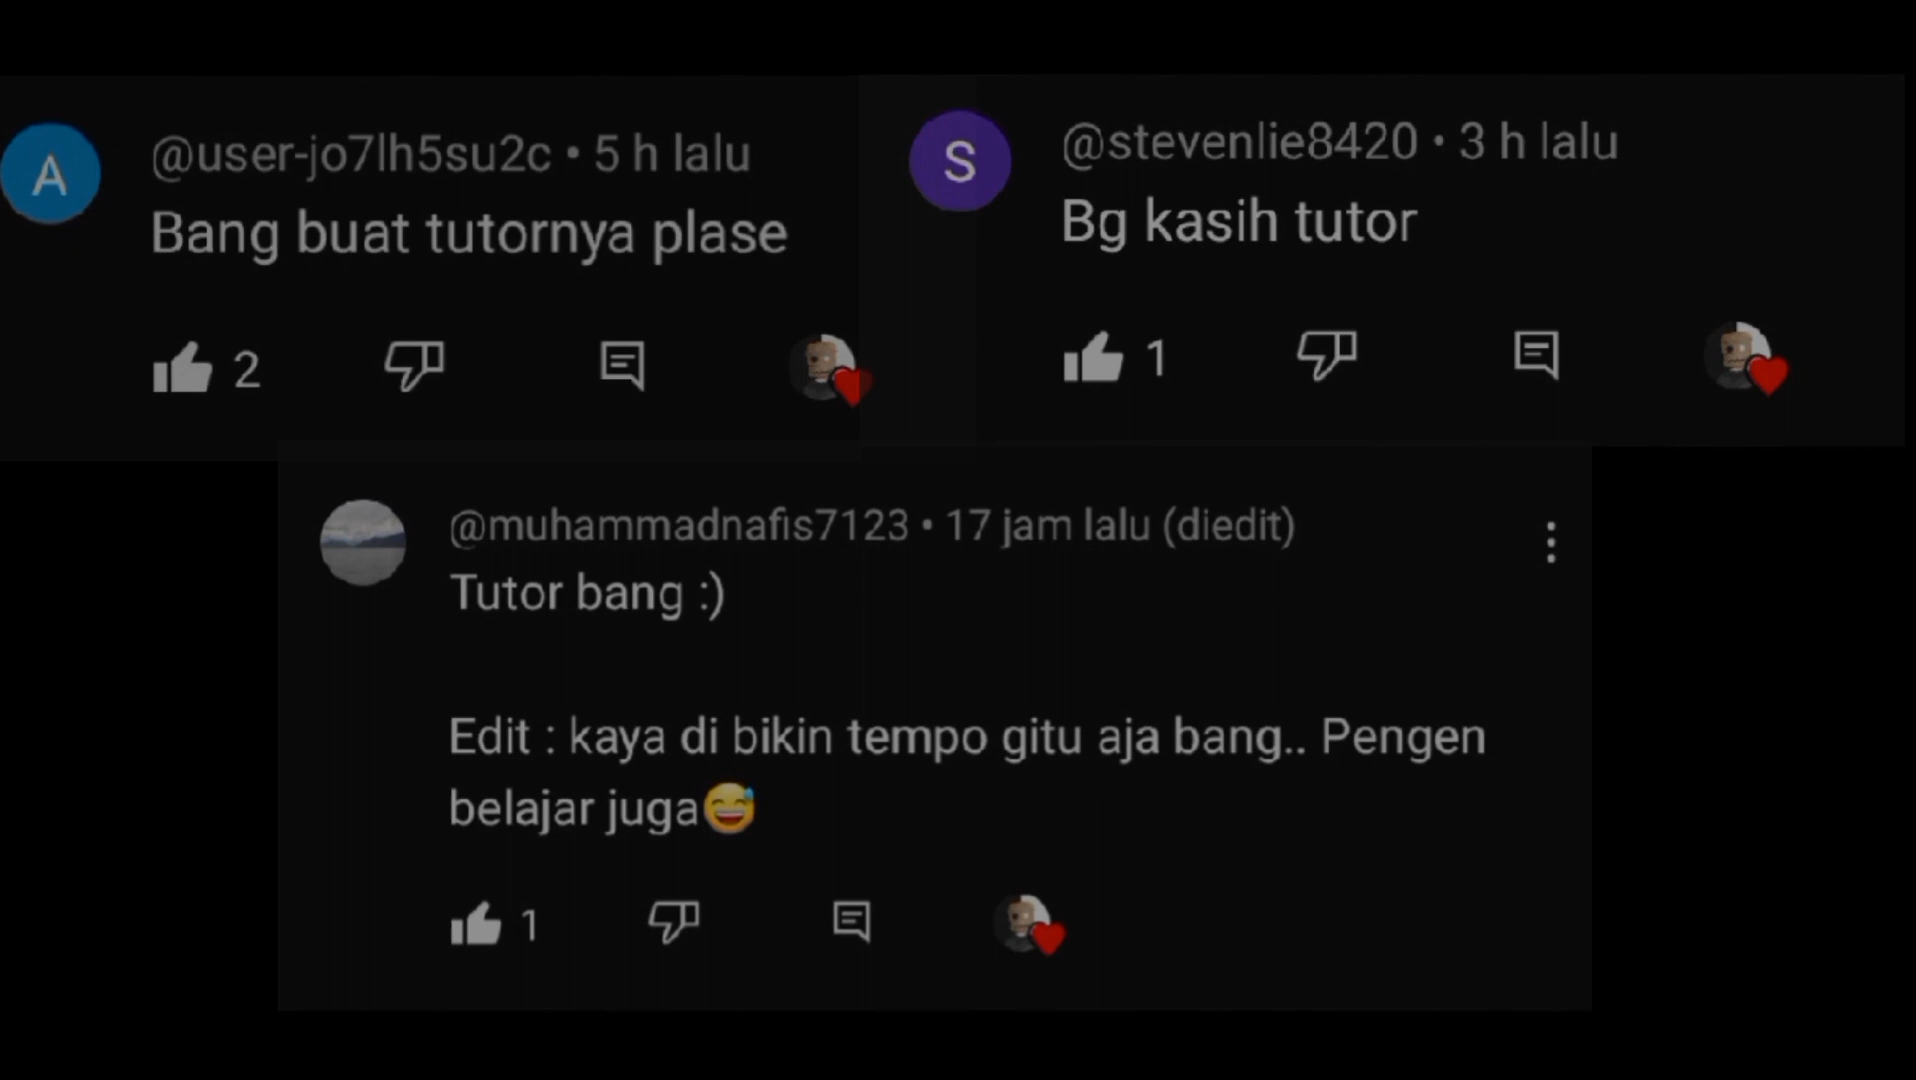 A
@user-jo7lh5su2c • 5 h lalu
Bang buat tutornya plase
2
S
@stevenlie8420 • 3 h lalu
Bg kasih tutor
1
@muhammadnafis7123 • 17 jam lalu (diedit)
Tutor bang :)
Edit : kaya di bikin tempo gitu aja bang.. Pengen
belajar juga😅
1